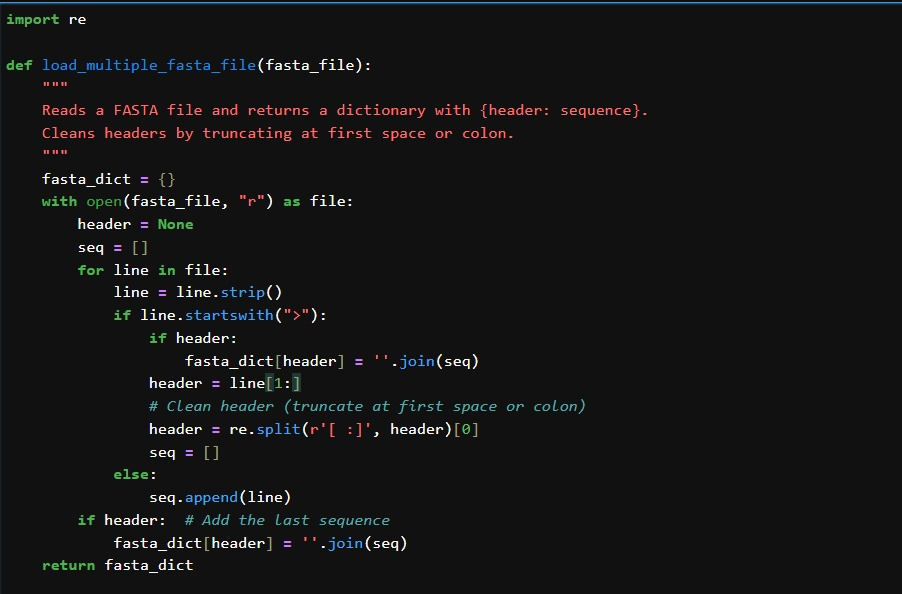 import re

def load_multiple_fasta_file(fasta_file):
    """
    Reads a FASTA file and returns a dictionary with {header: sequence}.
    Cleans headers by truncating at first space or colon.
    """
    fasta_dict = {}
    with open(fasta_file, "r") as file:
        header = None
        seq = []
        for line in file:
            line = line.strip()
            if line.startswith(">"):
                if header:
                    fasta_dict[header] = ''.join(seq)
                header = line[1:]
                # Clean header (truncate at first space or colon)
                header = re.split(r'[ :]', header)[0]
                seq = []
            else:
                seq.append(line)
        if header:  # Add the last sequence
            fasta_dict[header] = ''.join(seq)
    return fasta_dict